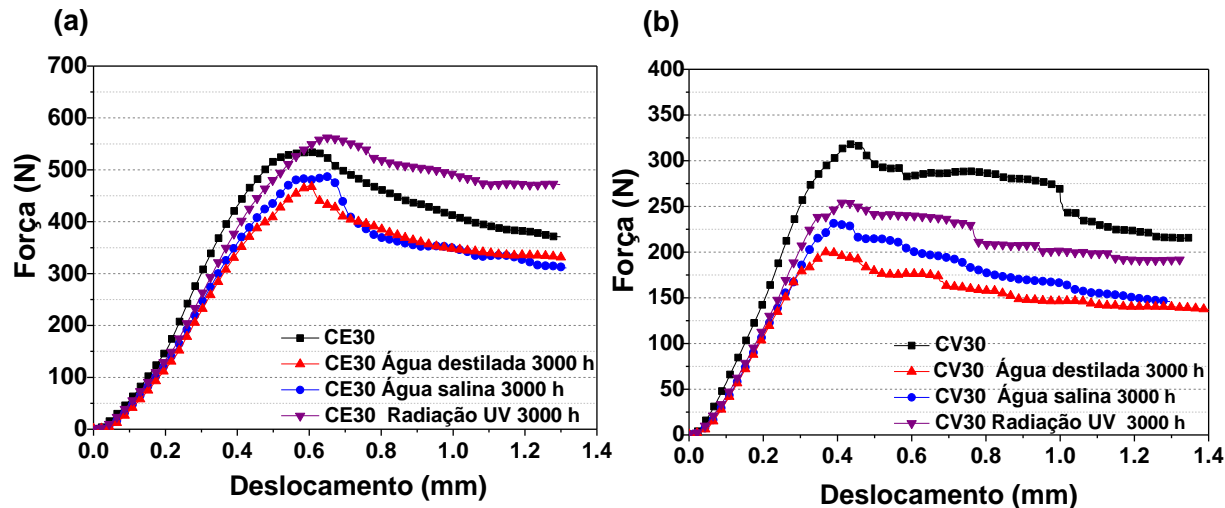 (a)
700
600
500
400
300
200
100
0
Força (N)
CE30
CE30 Água destilada 3000 h
CE30 Água salina 3000 h
CE30 Radiação UV 3000 h
0.0 0.2 0.4 0.6 0.8 1.0 1.2 1.4
Deslocamento (mm)
(b)
400
350
300
250
200
150
100
50
0
Força (N)
CV30
CV30 Água destilada 3000 h
CV30 Água salina 3000 h
CV30 Radiação UV 3000 h
0.0 0.2 0.4 0.6 0.8 1.0 1.2 1.4
Deslocamento (mm)